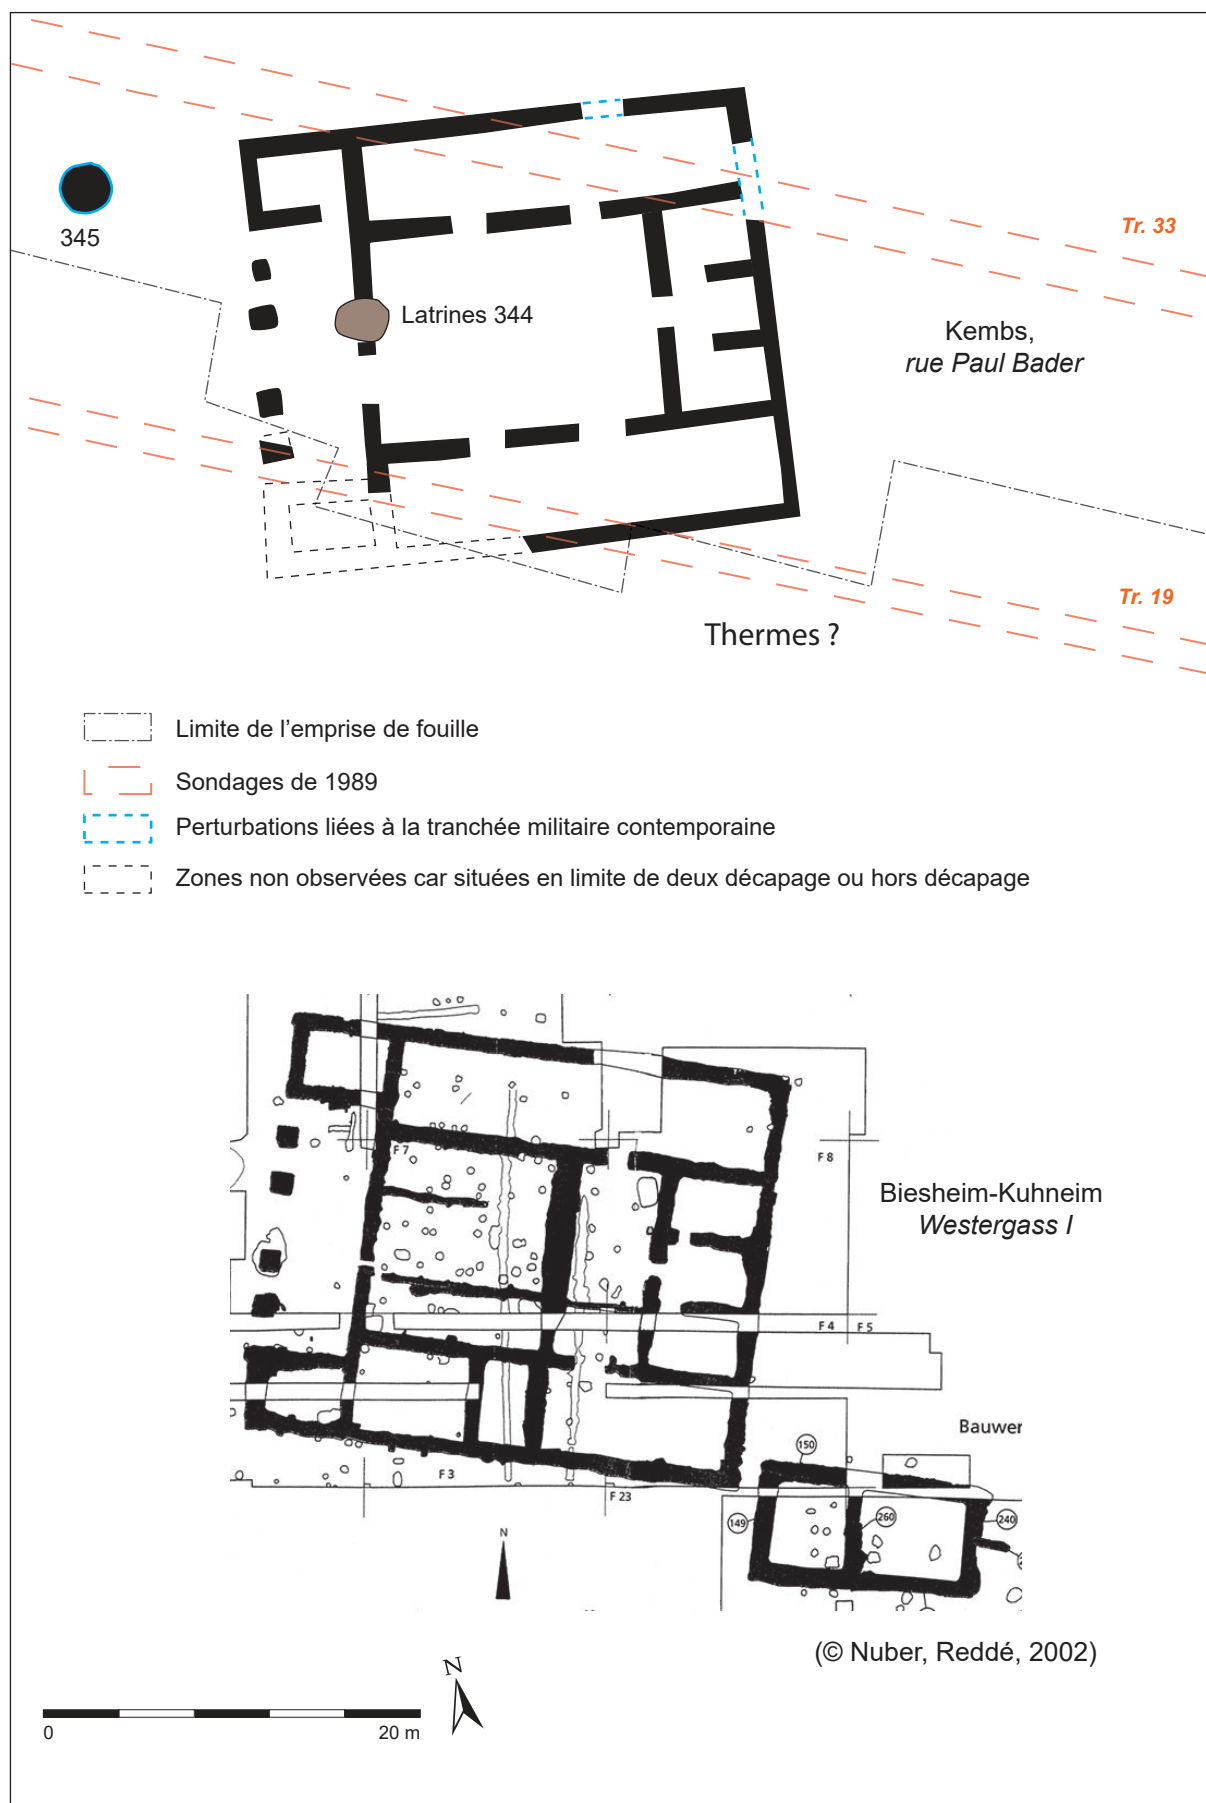 Tr. 33
345
Latrines 344
Kembs,
rue Paul Bader
Tr. 19
Thermes ?
Limite de l'emprise de fouille
Sondages de 1989
Perturbations liées à la tranchée militaire contemporaine
Zones non observées car situées en limite de deux décapage ou hors décapage
F 7
F 8
Biesheim-Kuhneim
Westergass I
F 4 F 5
Bauwer
150
F 3
F 23
149
260
240
N
(© Nuber, Reddé, 2002)
N
0 20 m